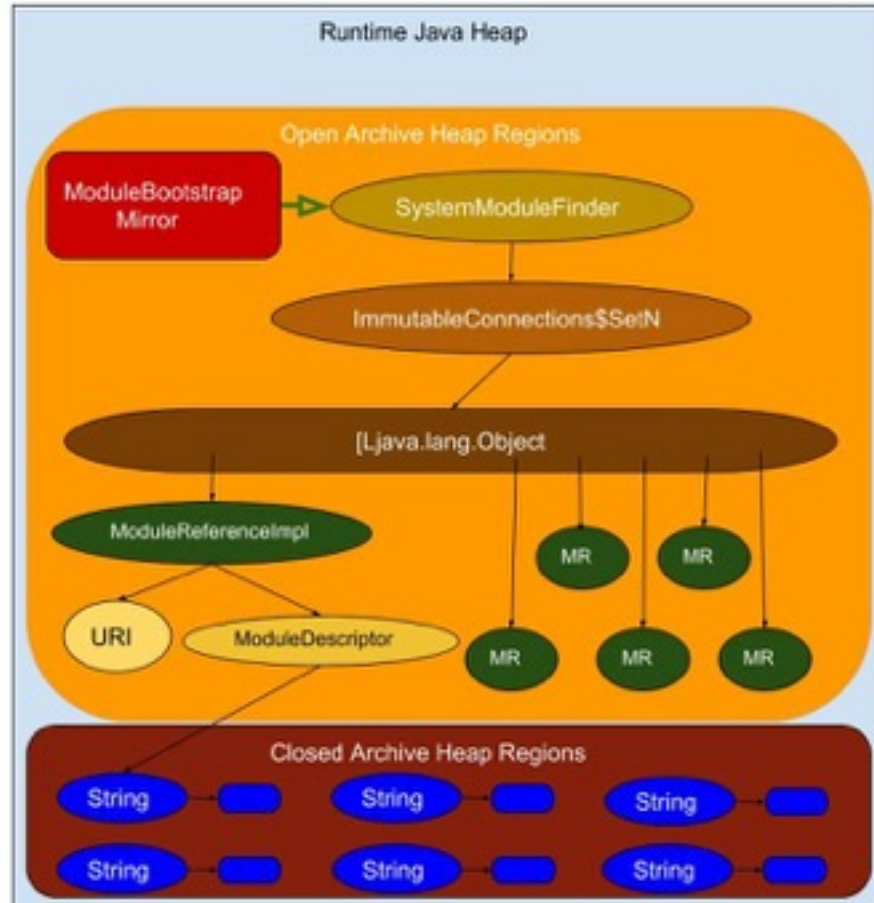 Runtime Java Heap
Open Archive Heap Regions
ModuleBootstrap
Mirror
SystemModuleFinder
ImmutableConnections$SetN
[Ljava.lang.Object
ModuleReferenceImpl
MR
MR
URI
ModuleDescriptor
MR
MR
MR
Closed Archive Heap Regions
String
String
String
String
String
String